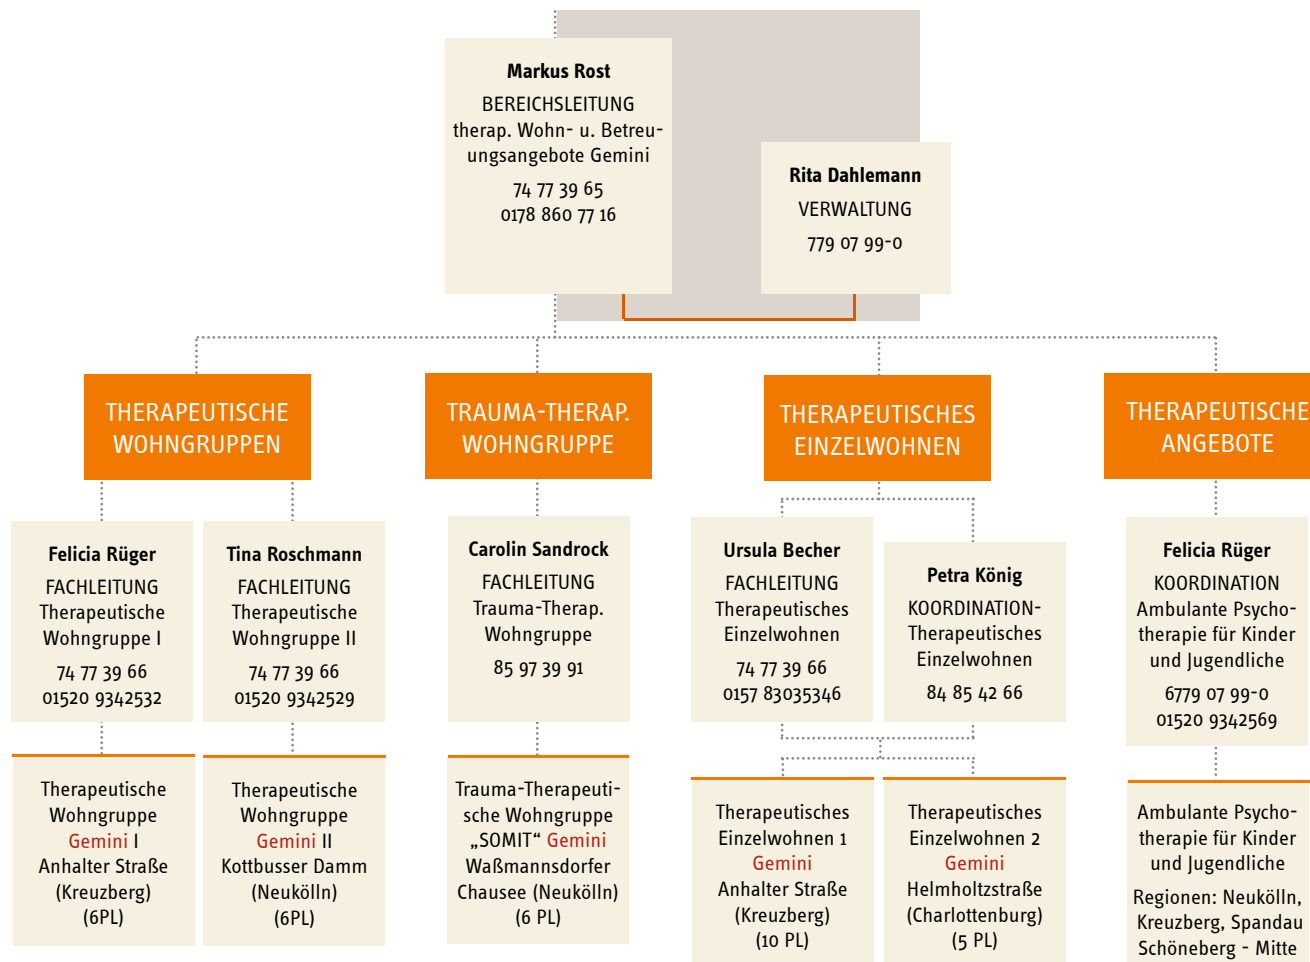 Markus Rost
BEREICHSLEITUNG
therap. Wohn- u. Betreu-
ungsangebote Gemini
74 77 39 65
0178 860 77 16
Rita Dahlemann
VERWALTUNG
779 07 99-0
THERAPEUTISCHE
WOHNGRUPPEN
Felicia Rüger
FACHLEITUNG
Therapeutische
Wohngruppe I
74 77 39 66
01520 9342532
Tina Roschmann
FACHLEITUNG
Therapeutische
Wohngruppe II
74 77 39 66
01520 9342529
Therapeutische
Wohngruppe
Gemini I
Anhalter Straße
(Kreuzberg)
(6PL)
Therapeutische
Wohngruppe
Gemini II
Kottbusser Damm
(Neukölln)
(6PL)
TRAUMA-THERAP.
WOHNGRUPPE
Carolin Sandrock
FACHLEITUNG
Trauma-Therap.
Wohngruppe
85 97 39 91
Trauma-Therapeuti-
sche Wohngruppe
„SOMIT“ Gemini
Waßmannsdorfer
Chausee (Neukölln)
(6 PL)
THERAPEUTISCHES
EINZELWOHNEN
Ursula Becher
FACHLEITUNG
Therapeutisches
Einzelwohnen
74 77 39 66
0157 83035346
Petra König
KOORDINATION-
Therapeutisches
Einzelwohnen
84 85 42 66
Therapeutisches
Einzelwohnen 1
Gemini
Anhalter Straße
(Kreuzberg)
(10 PL)
Therapeutisches
Einzelwohnen 2
Gemini
Helmholtzstraße
(Charlottenburg)
(5 PL)
THERAPEUTISCHE
ANGEBOTE
Felicia Rüger
KOORDINATION
Ambulante Psycho-
therapie für Kinder
und Jugendliche
6779 07 99-0
01520 9342569
Ambulante Psycho-
therapie für Kinder
und Jugendliche
Regionen: Neukölln,
Kreuzberg, Spandau
Schöneberg - Mitte